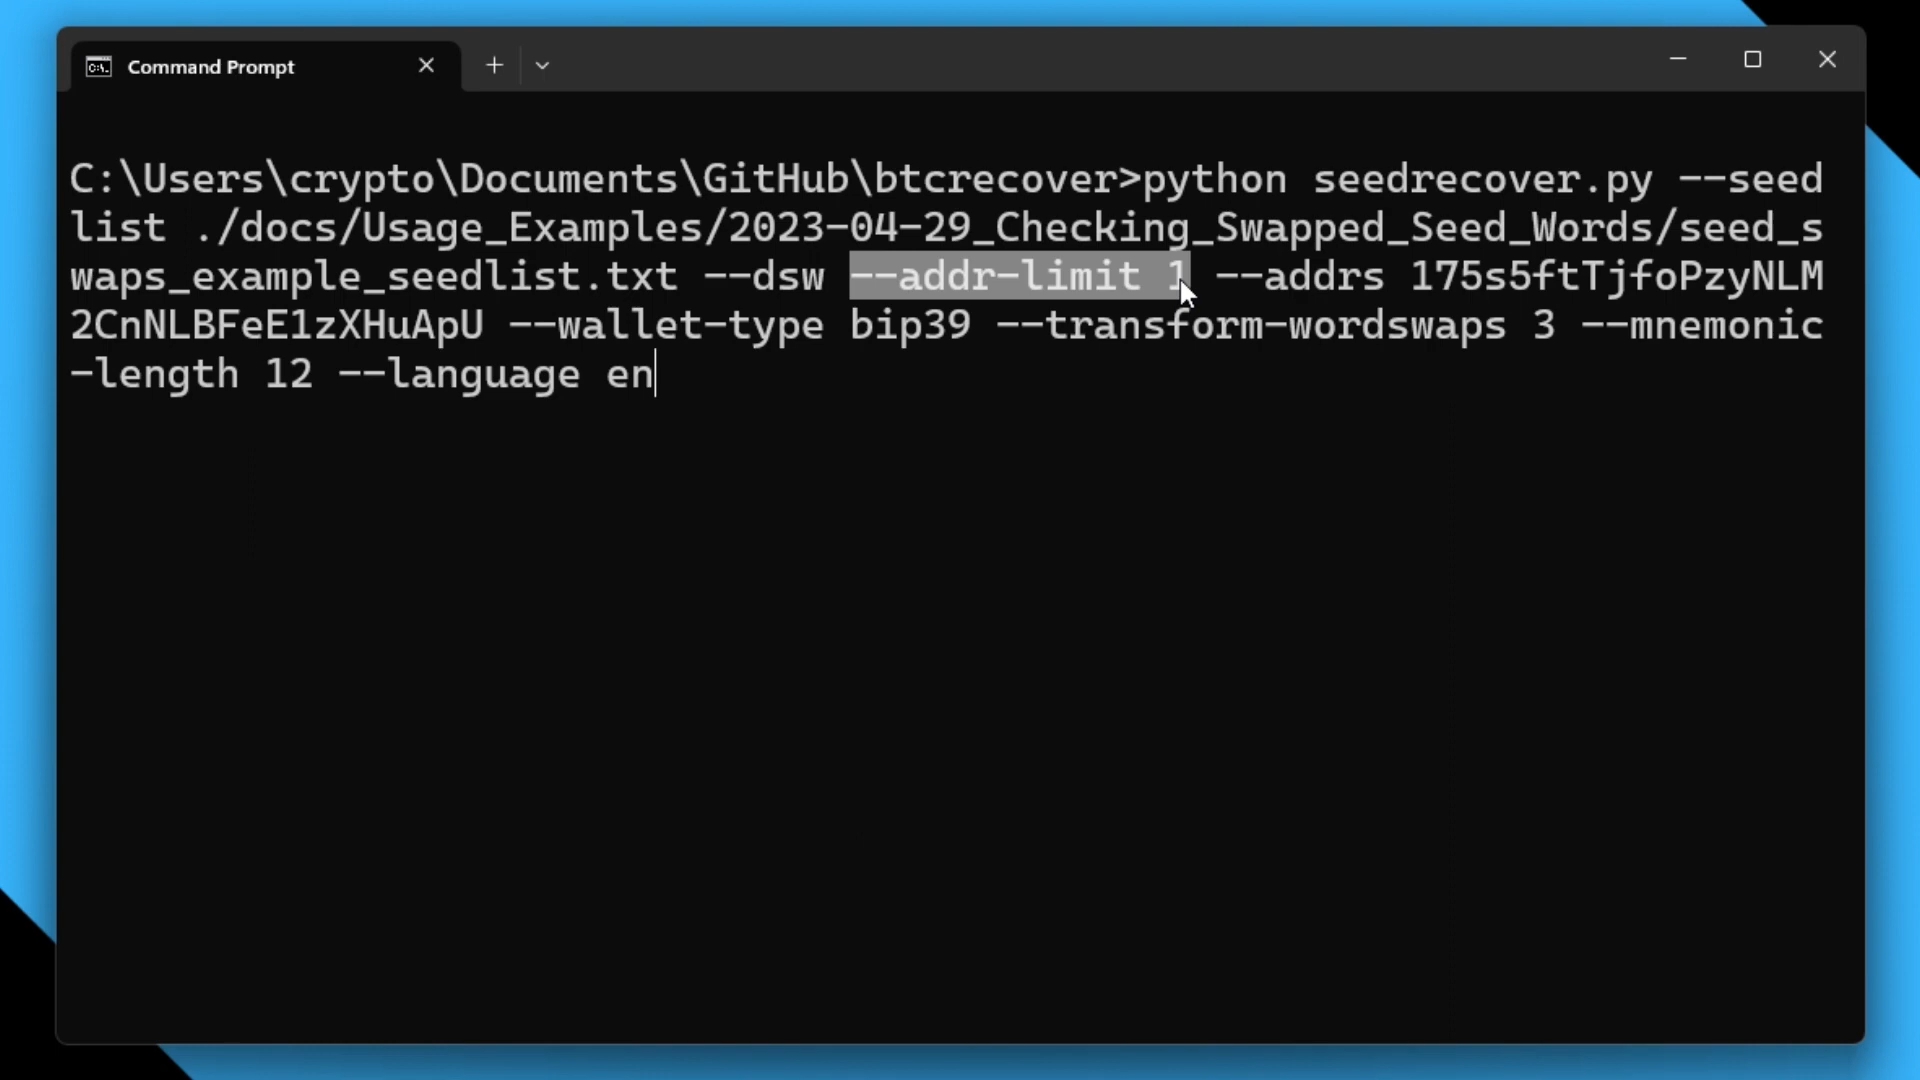 Command Prompt
C:\Users\crypto\Documents\GitHub\btcrecover>python seedrecover.py --seed
list ./docs/Usage_Examples/2023-04-29_Checking_Swapped_Seed_Words/seed_s
waps_example_seedlist.txt --dsw --addr-limit 1 --addrs 175s5ftTjfoPzyNLM
2CnNLBFeE1zXHuApU --wallet-type bip39 --transform-wordswaps 3 --mnemonic
-length 12 --language en